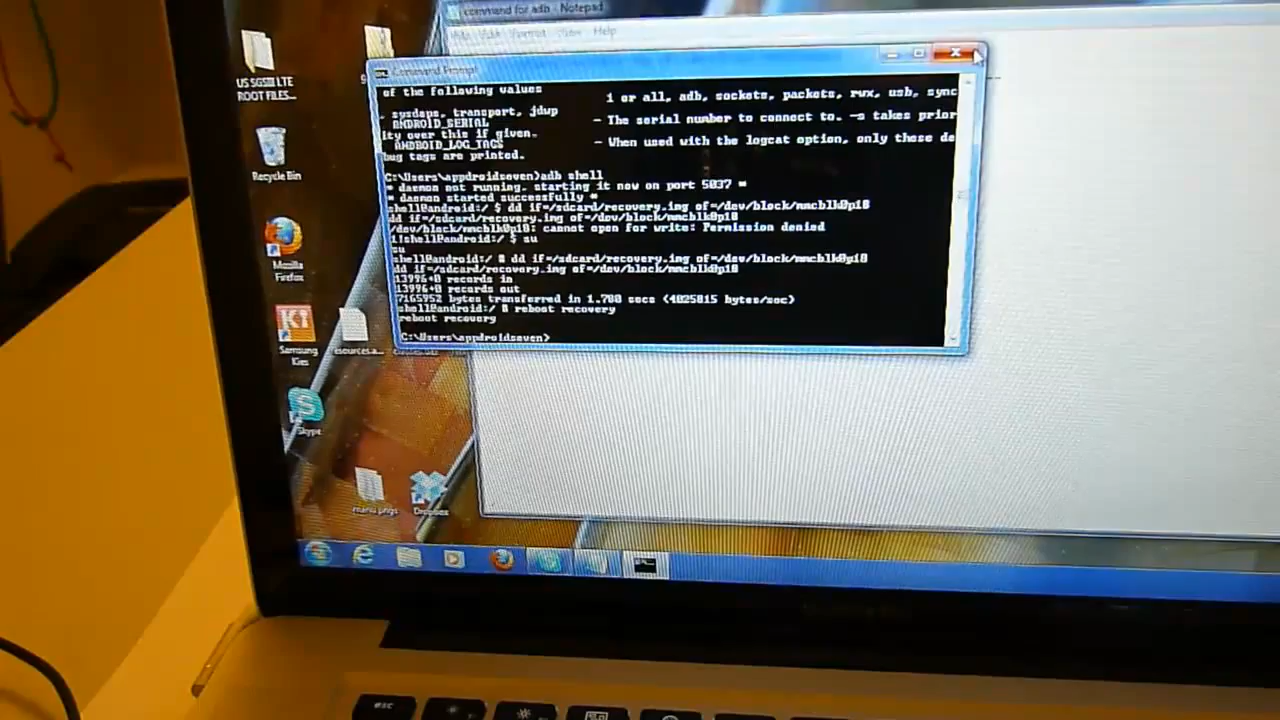 command for adb - Notepad
File Edit Format View Help
US SGSIII LTE
ROOT FILES...
Recycle Bin
Mozilla
Firefox
Samsung
Kies
Skype
Dropbox
Command Prompt
of the following values
1 or all, adb, sockets, packets, rwx, usb, sync
, sysdeps, transport, jdwp
ANDROID_SERIAL - The serial number to connect to. -s takes prior
ity over this if given.
ANDROID_LOG_TAGS - When used with the logcat option, only these de
bug tags are printed.
C:\Users\appdroidseven>adb shell
* daemon not running. starting it now on port 5037 *
* daemon started successfully *
shell@android:/ $ dd if=/sdcard/recovery.img of=/dev/block/mmcblk0p18
dd if=/sdcard/recovery.img of=/dev/block/mmcblk0p18
/dev/block/mmcblk0p18: cannot open for write: Permission denied
1|shell@android:/ $ su
su
shell@android:/ # dd if=/sdcard/recovery.img of=/dev/block/mmcblk0p18
dd if=/sdcard/recovery.img of=/dev/block/mmcblk0p18
13996+0 records in
13996+0 records out
7165952 bytes transferred in 1.780 secs (4025815 bytes/sec)
shell@android:/ # reboot recovery
reboot recovery
C:\Users\appdroidseven>
esc